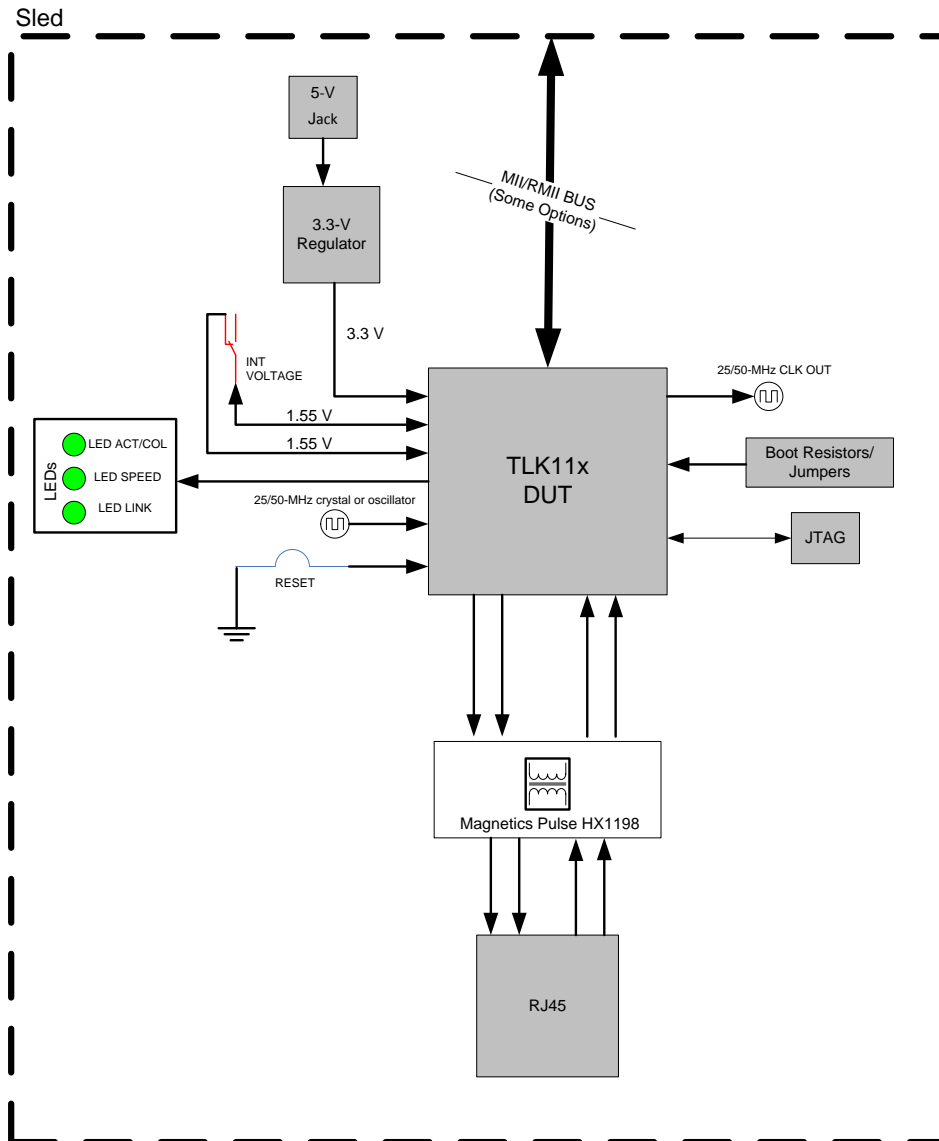 Sled
5-V
Jack
MII/RMII BUS
(Some Options)
3.3-V
Regulator
3.3 V
INT
VOLTAGE
1.55 V
1.55 V
25/50-MHz CLK OUT
LEDs
LED ACT/COL
LED SPEED
LED LINK
TLK11x
DUT
Boot Resistors/
Jumpers
25/50-MHz crystal or oscillator
JTAG
RESET
Magnetics Pulse HX1198
RJ45